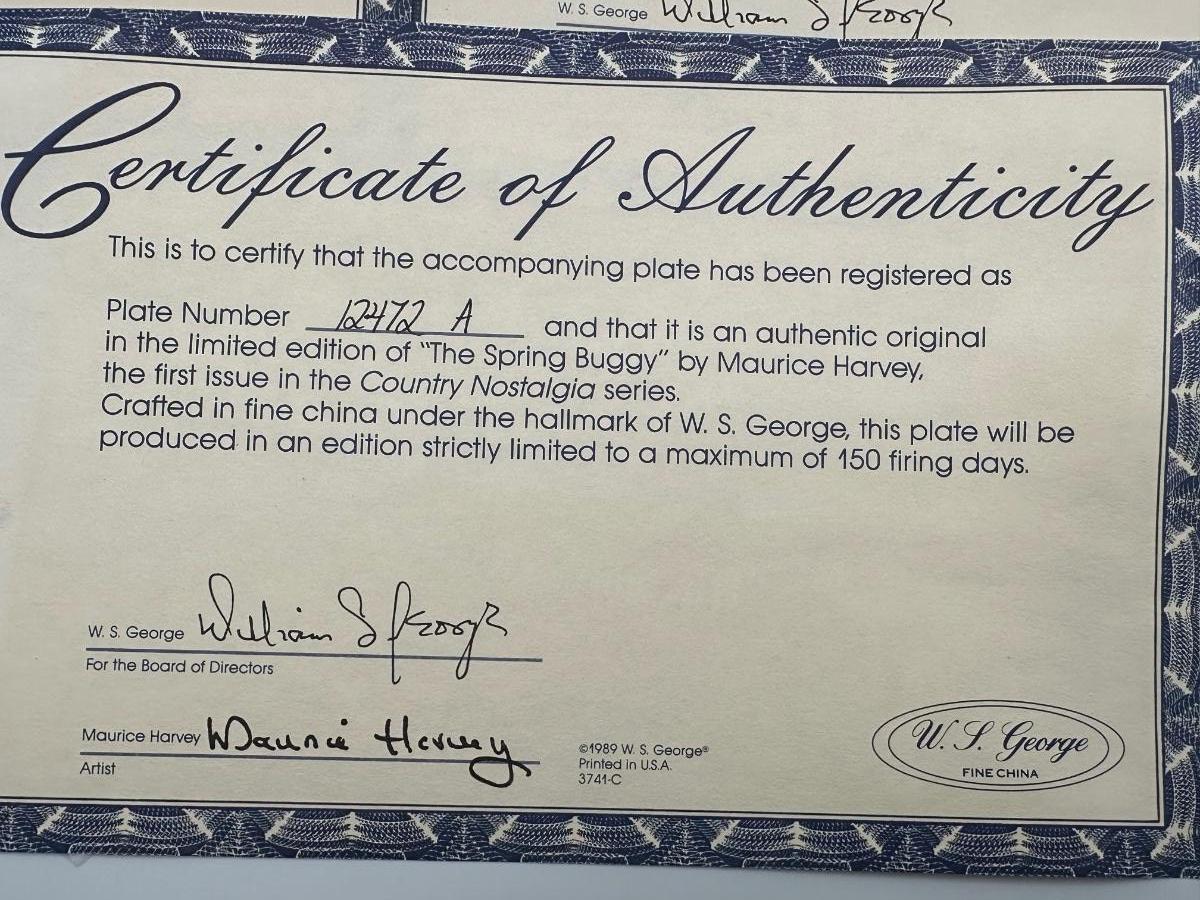 W. S. George
Certificate of Authenticity
This is to certify that the accompanying plate has been registered as
Plate Number 12472 A and that it is an authentic original
in the limited edition of "The Spring Buggy" by Maurice Harvey,
the first issue in the Country Nostalgia series.
Crafted in fine china under the hallmark of W. S. George, this plate will be
produced in an edition strictly limited to a maximum of 150 firing days.
W. S. George William S
For the Board of Directors
Maurice Harvey Maurice Harvey
Artist
©1989 W. S. George®
Printed in U.S.A.
3741-C
W. S. George
FINE CHINA